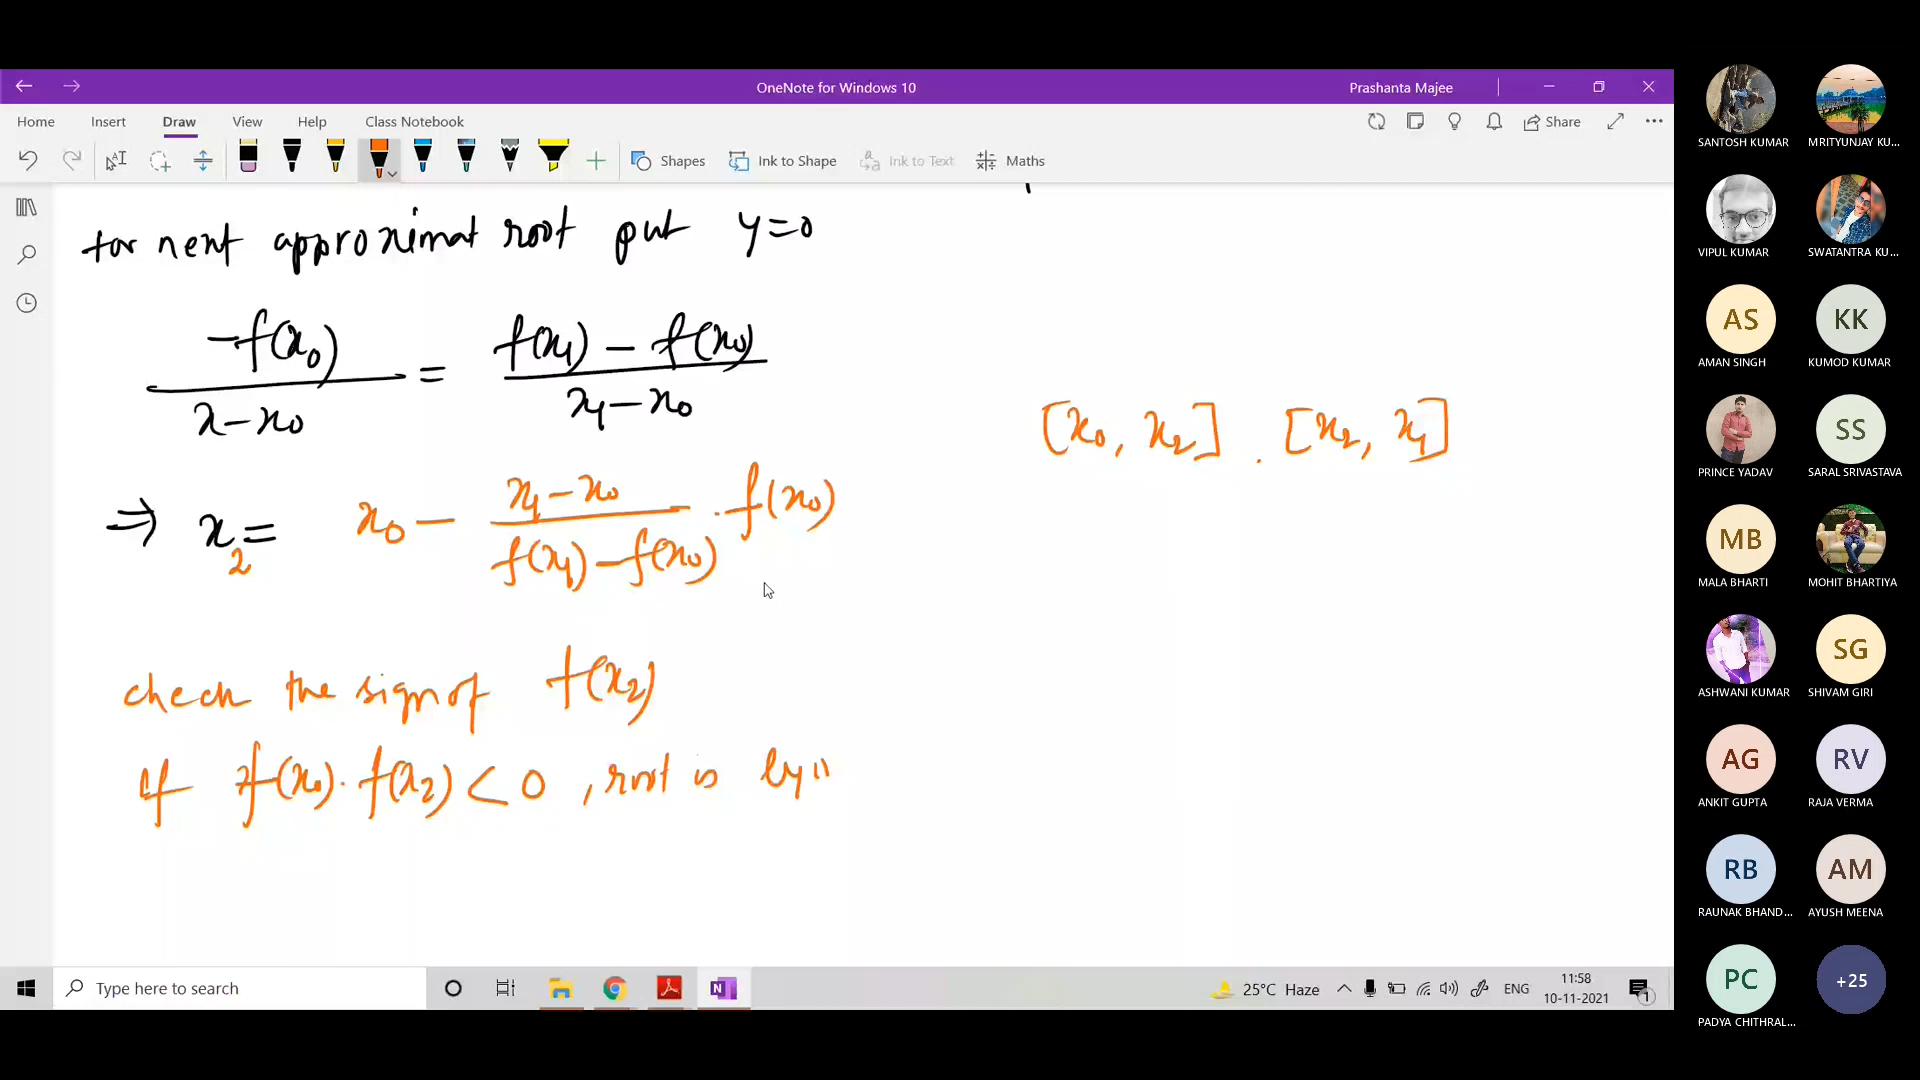 OneNote for Windows 10
Prashanta Majee
Home Insert Draw View Help Class Notebook
Share
Shapes Ink to Shape Ink to Text Maths
for next approximat root put y=0
-f(x₀) / x-x₀ = f(x₁) - f(x₀) / x₁-x₀
[x₀, x₂] . [x₂, x₁]
⇒ x₂ = x₀ - x₁-x₀ / f(x₁)-f(x₀) . f(x₀)
check the sign of f(x₂)
If f(x₀). f(x₂) < 0 , root is lyi
Type here to search
25°C Haze
ENG
11:58
10-11-2021
1
SANTOSH KUMAR
MRITYUNJAY KU...
VIPUL KUMAR
SWATANTRA KU...
AS
KK
AMAN SINGH
KUMOD KUMAR
SS
PRINCE YADAV
SARAL SRIVASTAVA
MB
MALA BHARTI
MOHIT BHARTIYA
SG
ASHWANI KUMAR
SHIVAM GIRI
AG
RV
ANKIT GUPTA
RAJA VERMA
RB
AM
RAUNAK BHAND...
AYUSH MEENA
PC
+25
PADYA CHITHRAL...